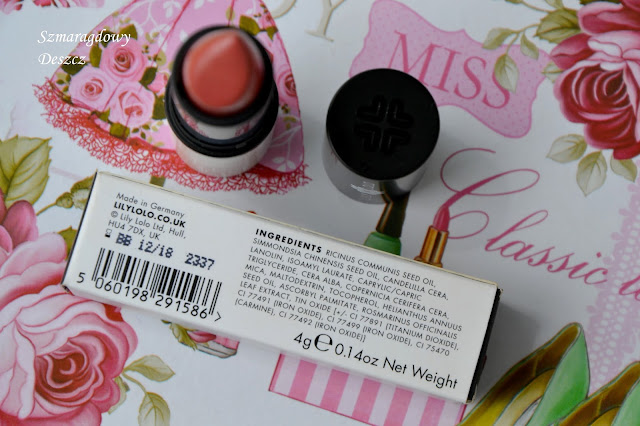 Szmaragdowy
Deszcz
MISS
Classic
Made in Germany
LILYLOLO.CO.UK
© Lily Lolo Ltd, Hull,
HU4 7DX, UK
BB 12/18 2337
5 060198 291586
INGREDIENTS RICINUS COMMUNIS SEED OIL,
SIMMONDSIA CHINENSIS SEED OIL, CANDELILLA CERA,
LANOLIN, ISOAMYL LAURATE, CAPRYLIC/CAPRIC
TRIGLYCERIDE, CERA ALBA, COPERNICIA CERIFERA CERA,
MICA, MALTODEXTRIN, TOCOPHEROL, HELIANTHUS ANNUUS
SEED OIL, ASCORBYL PALMITATE, ROSMARINUS OFFICINALIS
LEAF EXTRACT, TIN OXIDE [+/- CI 77891 (TITANIUM DIOXIDE),
CI 77491 (IRON OXIDE), CI 77499 (IRON OXIDE), CI 75470
(CARMINE), CI 77492 (IRON OXIDE)]
4g e 0.14oz Net Weight